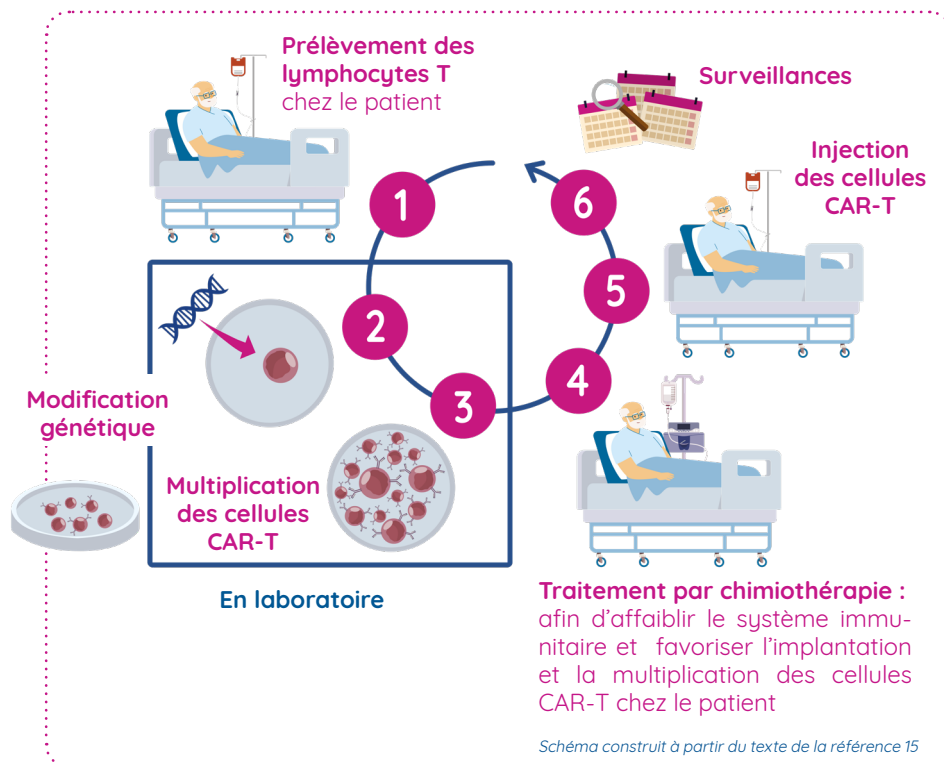 Prélèvement des
lymphocytes T
chez le patient
1
2
Modification
génétique
3
Multiplication
des cellules
CAR-T
En laboratoire
4
Traitement par chimiothérapie :
afin d’affaiblir le système immu-
nitaire et favoriser l’implantation
et la multiplication des cellules
CAR-T chez le patient
5
Injection
des cellules
CAR-T
6
Surveillances
Schéma construit à partir du texte de la référence 15